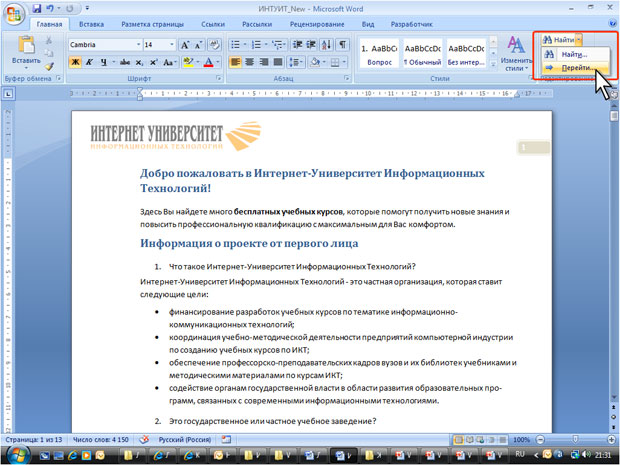 ИНТУИТ_New - Microsoft Word
Главная Вставка Разметка страницы Ссылки Рассылки Рецензирование Вид Разработчик
Вставить
Буфер обмена
Cambria 14
Ж К Ч
Шрифт
Абзац
AaBbCc AaBbCcDc AaBbCcDc
1. Вопрос ¶ Обычный ¶ Без интер...
Стили
Изменить стили
Найти
Найти...
Перейти...
ИНТЕРНЕТ УНИВЕРСИТЕТ
ИНФОРМАЦИОННЫХ ТЕХНОЛОГИЙ
1
Добро пожаловать в Интернет-Университет Информационных
Технологий!
Здесь Вы найдете много бесплатных учебных курсов, которые помогут получить новые знания и
повысить профессиональную квалификацию с максимальным для Вас комфортом.
Информация о проекте от первого лица
1. Что такое Интернет-Университет Информационных Технологий?
Интернет-Университет Информационных Технологий - это частная организация, которая ставит
следующие цели:
• финансирование разработок учебных курсов по тематике информационно-
коммуникационных технологий;
• координация учебно-методической деятельности предприятий компьютерной индустрии
по созданию учебных курсов по ИКТ;
• обеспечение профессорско-преподавательских кадров вузов и их библиотек учебниками и
методическими материалами по курсам ИКТ;
• содействие органам государственной власти в области развития образовательных про-
грамм, связанных с современными информационными технологиями.
2. Это государственное или частное учебное заведение?
Страница: 1 из 13 Число слов: 4 150 Русский (Россия) 100%
RU 21:31